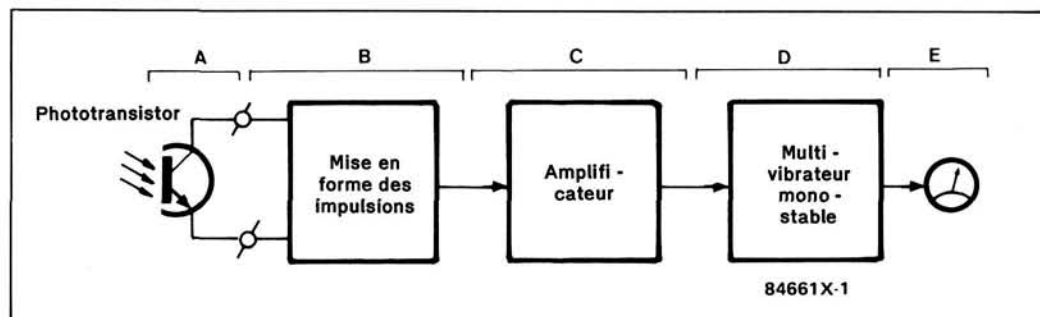 A
B
C
D
E
Phototransistor
Mise en
forme des
impulsions
Amplifi -
cateur
Multi -
vibrateur
mono -
stable
84661X-1